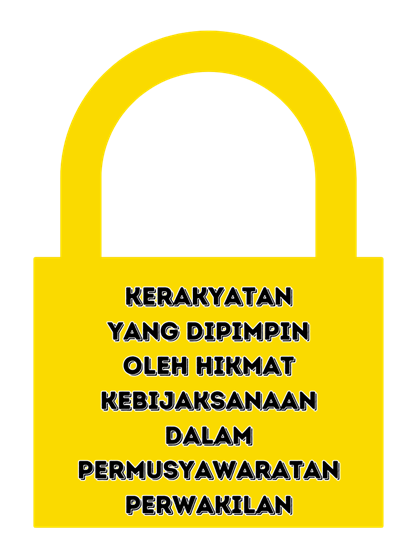 KERAKYATAN
YANG DIPIMPIN
OLEH HIKMAT
KEBIJAKSANAAN
DALAM
PERMUSYAWARATAN
PERWAKILAN